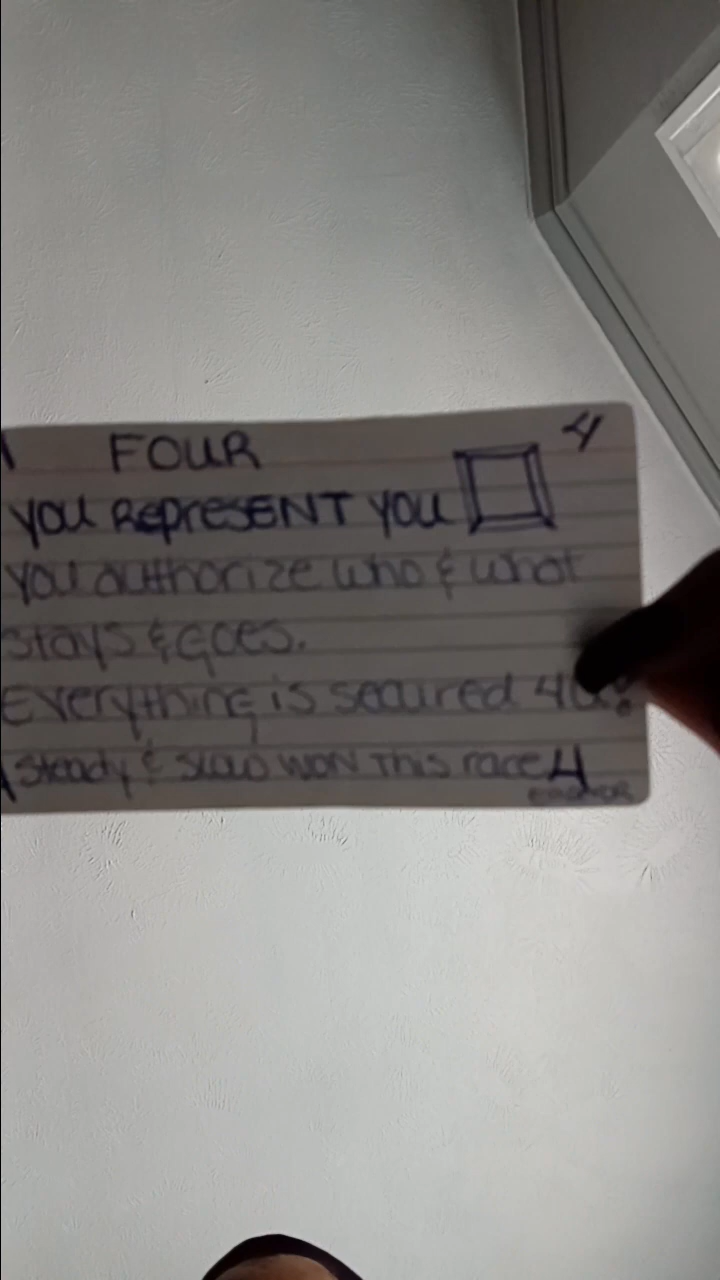 FOUR 4
YOU REPRESENT YOU
You authorize who & what
stays & goes.
Everything is secured 4U
Steady & slow WON This race 4